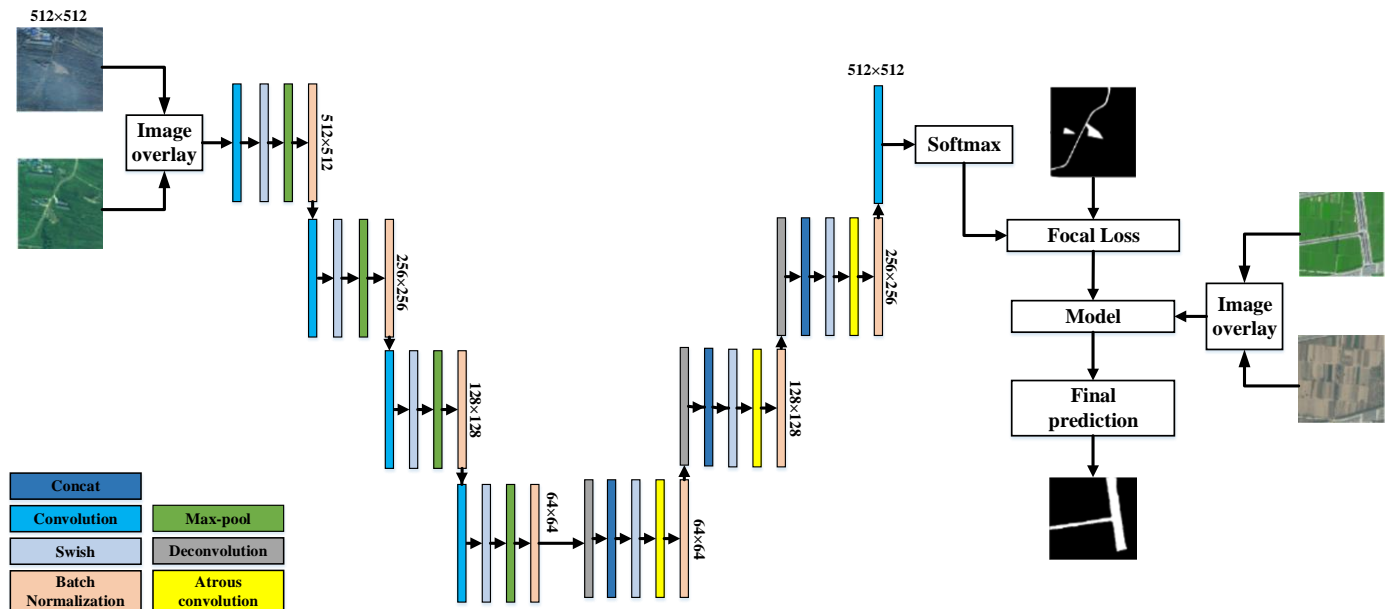 512×512
Image
overlay
512×512
256×256
128×128
64×64
64×64
128×128
256×256
512×512
Softmax
Focal Loss
Model
Image
overlay
Final
prediction
Concat
Convolution
Max-pool
Swish
Deconvolution
Batch
Normalization
Atrous
convolution